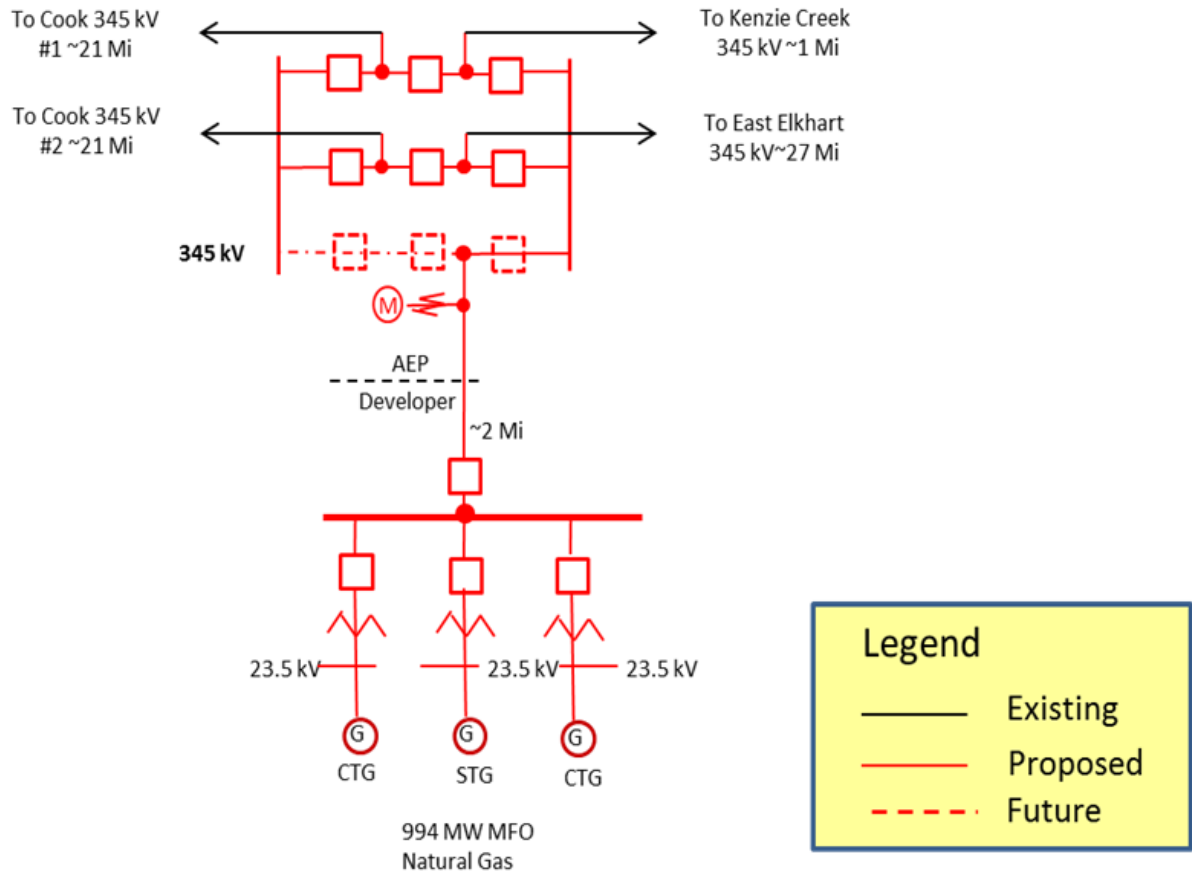 To Cook 345 kV
#1 ~21 Mi
To Kenzie Creek
345 kV ~1 Mi
To Cook 345 kV
#2 ~21 Mi
To East Elkhart
345 kV~27 Mi
345 kV
M
AEP
Developer
~2 Mi
23.5 kV
23.5 kV
23.5 kV
G
G
G
CTG
STG
CTG
994 MW MFO
Natural Gas
Legend
Existing
Proposed
Future